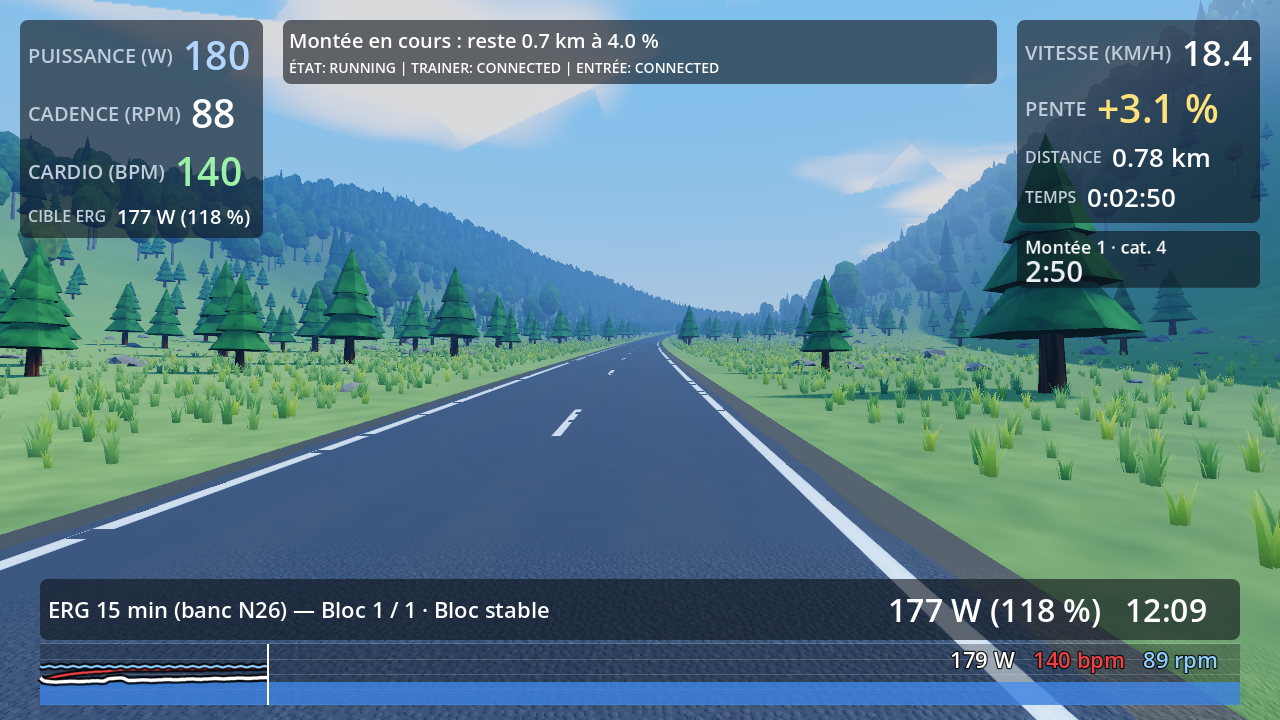 PUISSANCE (W) 180
CADENCE (RPM) 88
CARDIO (BPM) 140
CIBLE ERG 177 W (118 %)
Montée en cours : reste 0.7 km à 4.0 %
ÉTAT: RUNNING | TRAINER: CONNECTED | ENTRÉE: CONNECTED
VITESSE (KM/H) 18.4
PENTE +3.1 %
DISTANCE 0.78 km
TEMPS 0:02:50
Montée 1 · cat. 4
2:50
ERG 15 min (banc N26) — Bloc 1 / 1 · Bloc stable 177 W (118 %) 12:09
179 W 140 bpm 89 rpm